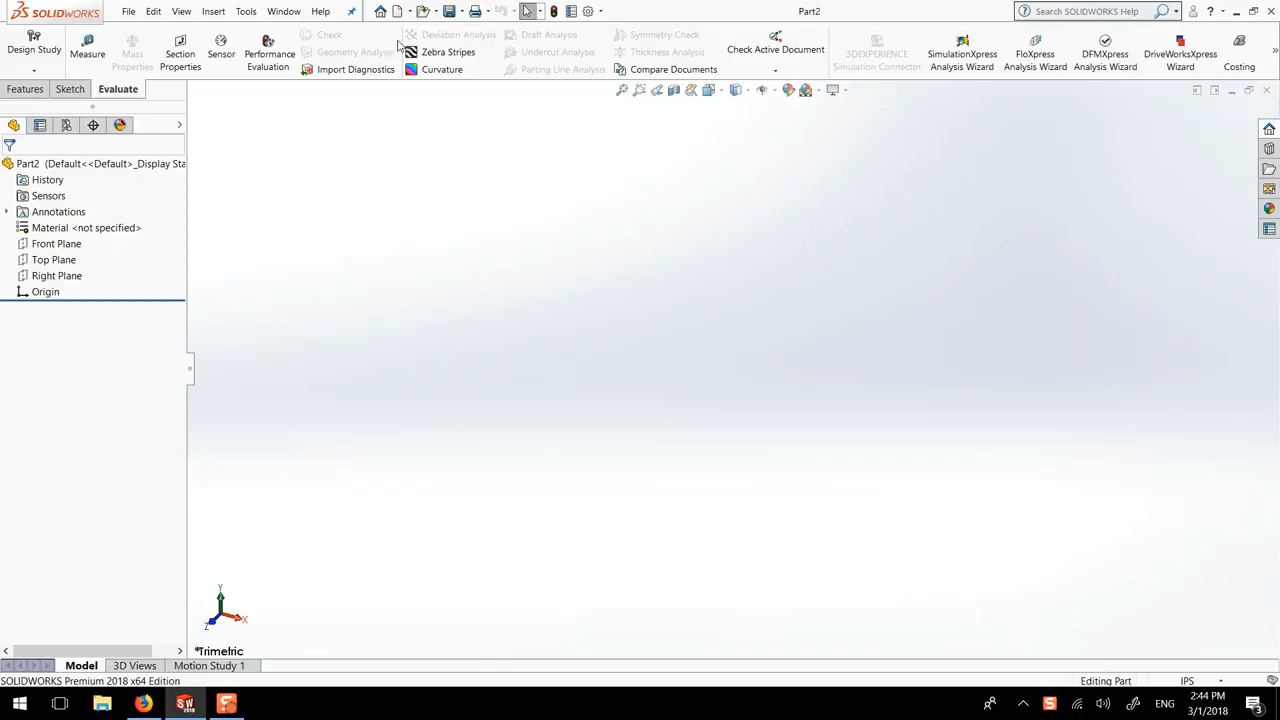 SOLIDWORKS File Edit View Insert Tools Window Help Part2 Search SOLIDWORKS Help ?
Design Study Measure Mass Properties Section Properties Sensor Performance Evaluation
Check Deviation Analysis Draft Analysis Symmetry Check
Geometry Analysis Zebra Stripes Undercut Analysis Thickness Analysis
Import Diagnostics Curvature Parting Line Analysis Compare Documents
Check Active Document 3DEXPERIENCE Simulation Connector SimulationXpress Analysis Wizard FloXpress Analysis Wizard DFMXpress Analysis Wizard DriveWorksXpress Wizard Costing
Features Sketch Evaluate
Part2 (Default<<Default>_Display Sta
History
Sensors
Annotations
Material <not specified>
Front Plane
Top Plane
Right Plane
Origin
Y
X
Z
*Trimetric
Model 3D Views Motion Study 1
SOLIDWORKS Premium 2018 x64 Edition Editing Part IPS
SW 2018 ENG 2:44 PM
3/1/2018 3